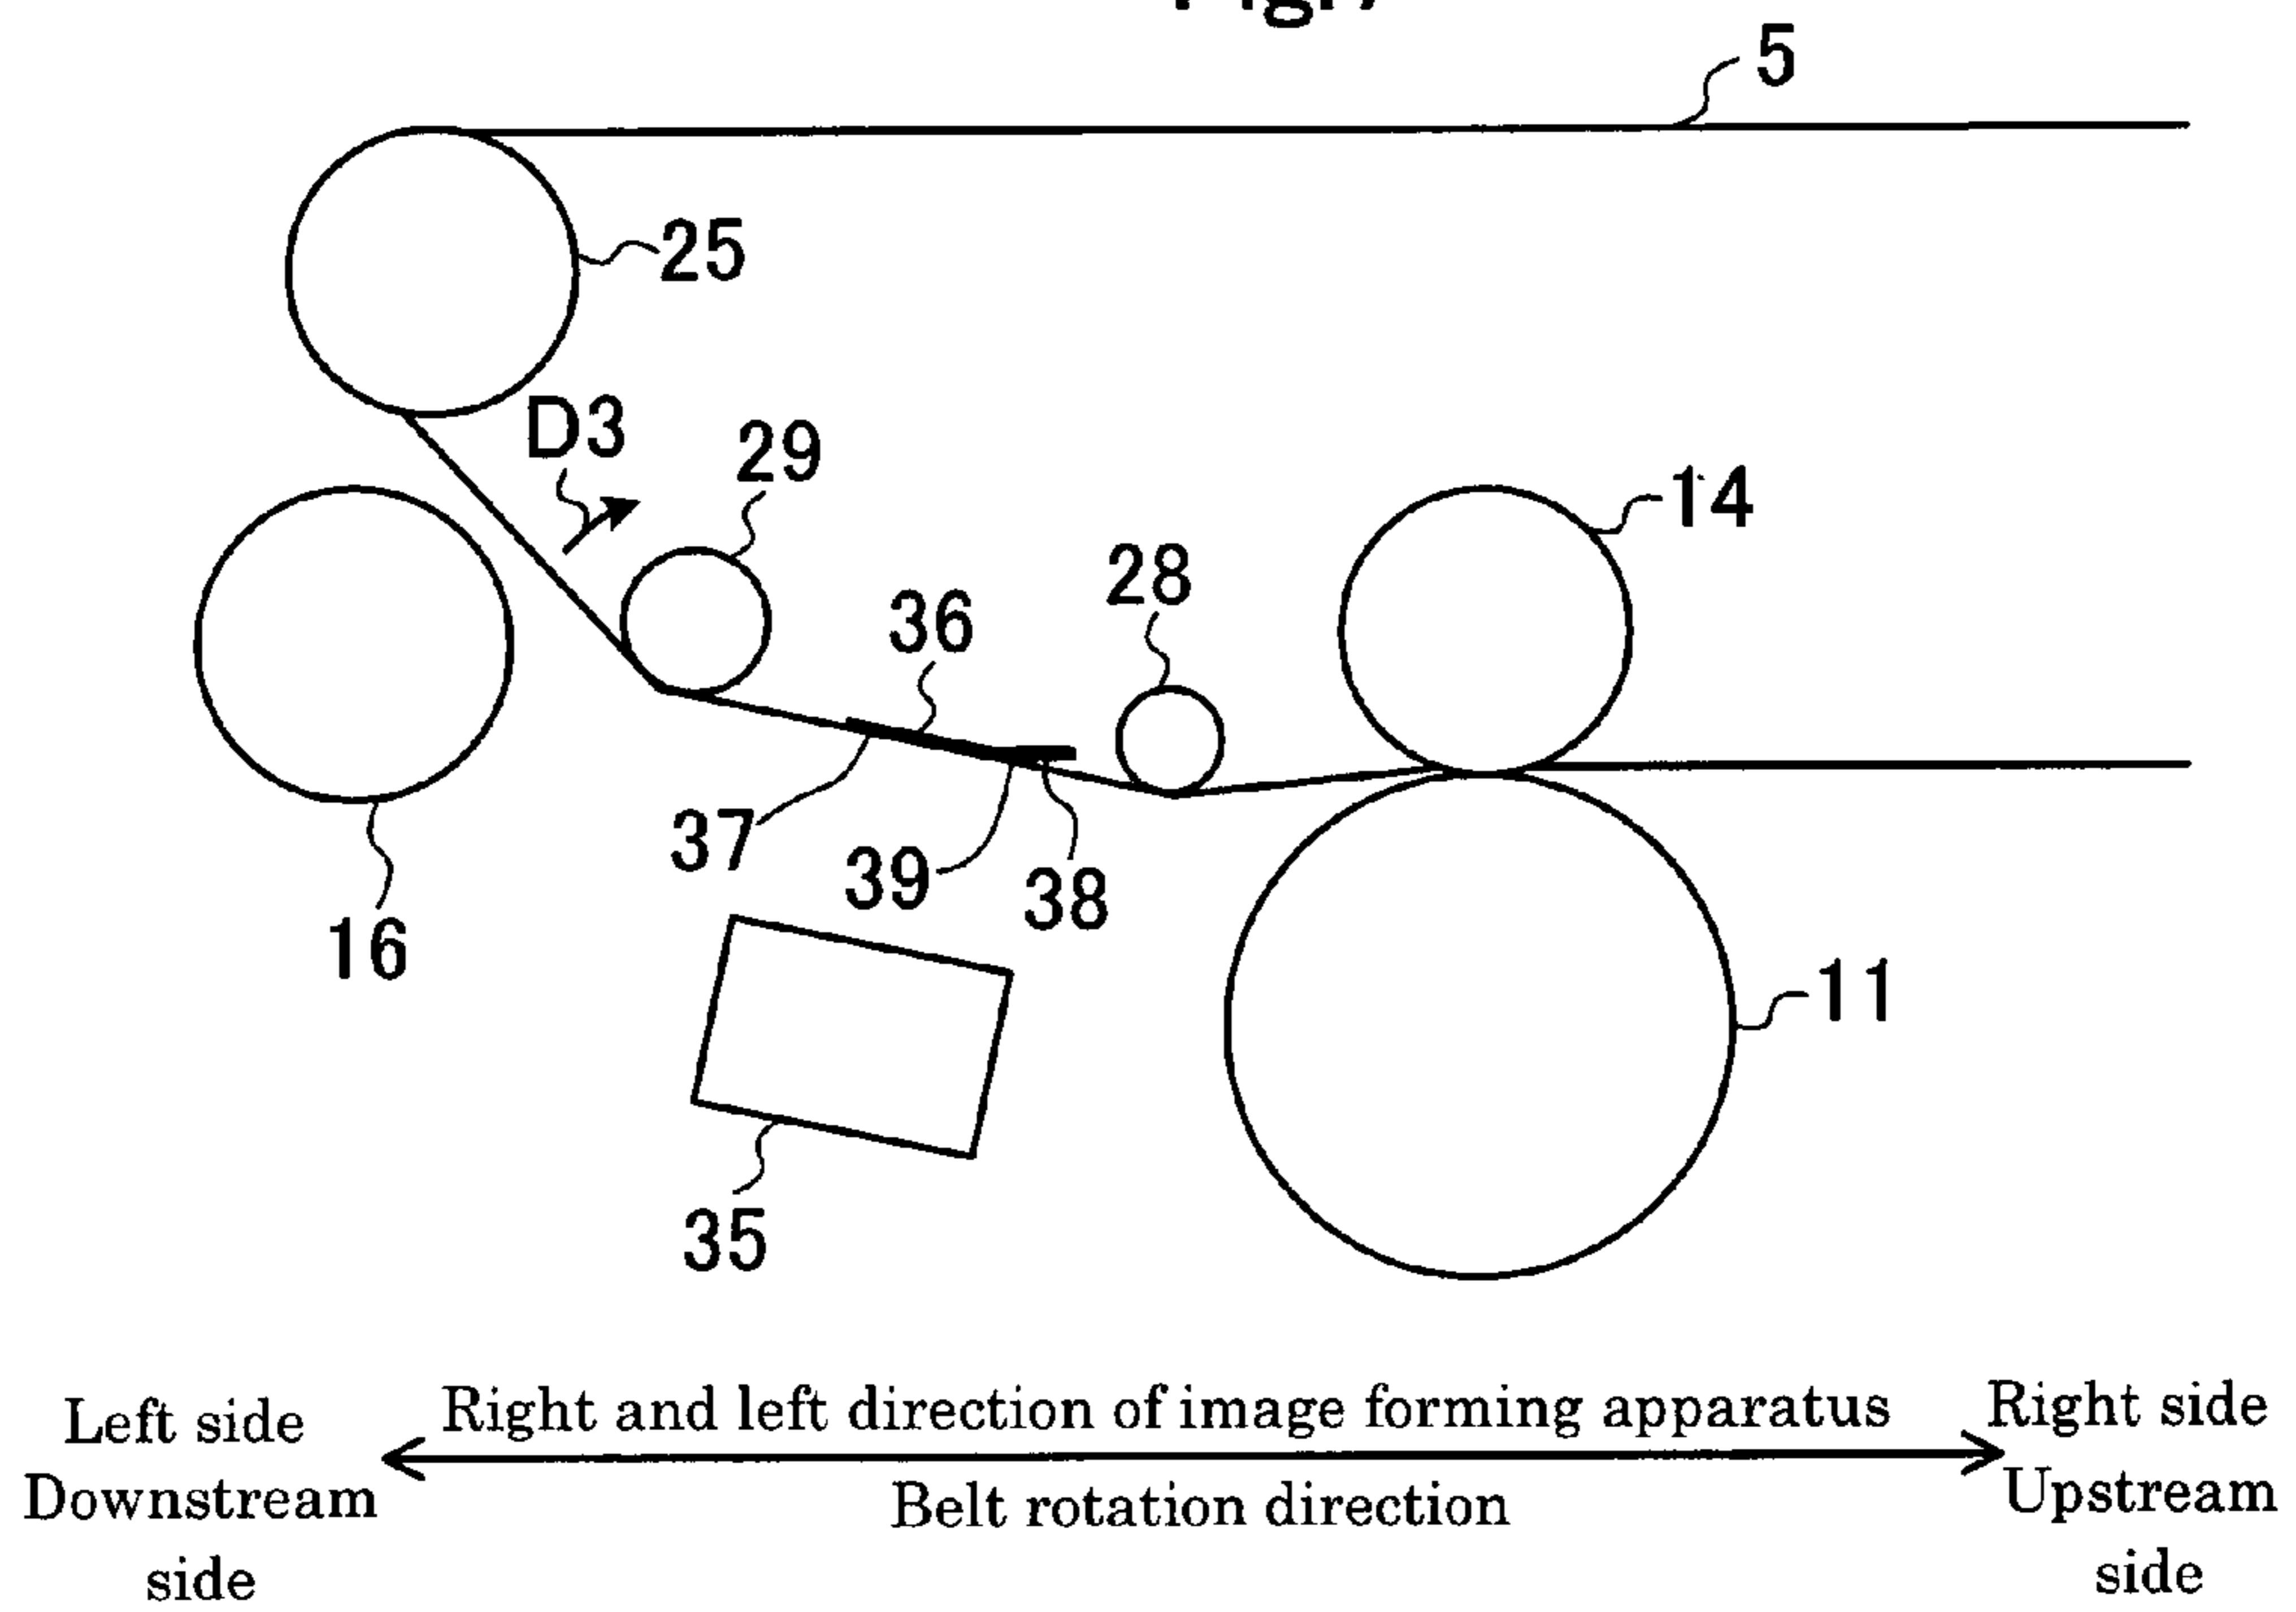 5
25
D3
29
14
28
36
37
39
38
16
11
35
Right and left direction of image forming apparatus
Left side
Right side
Downstream side
Belt rotation direction
Upstream side